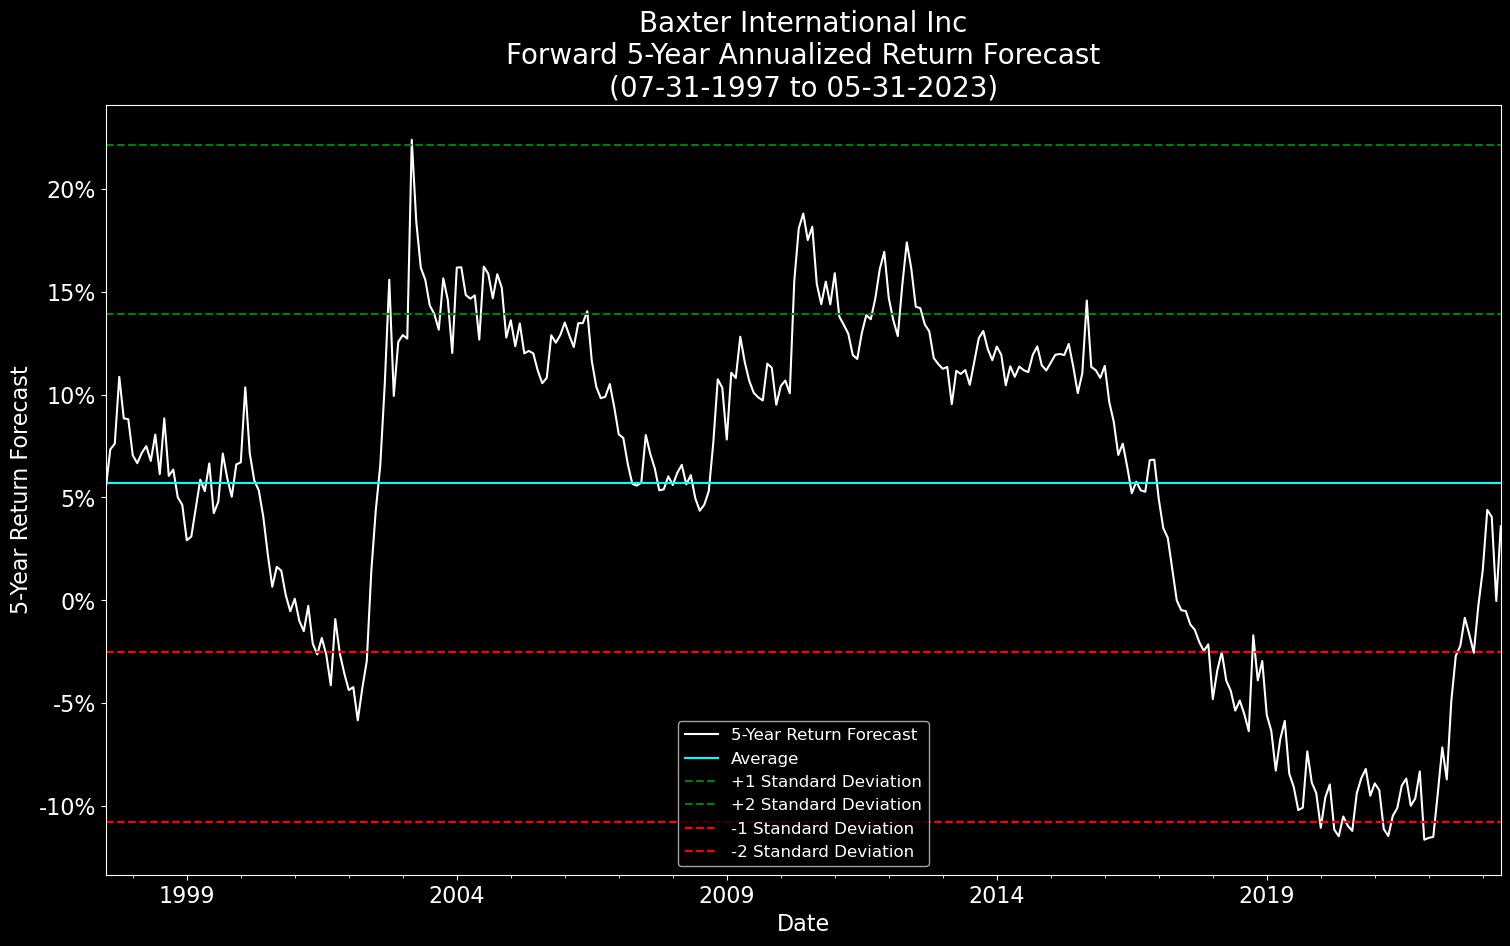 Baxter International Inc
Forward 5-Year Annualized Return Forecast
(07-31-1997 to 05-31-2023)
5-Year Return Forecast
20%
15%
10%
5%
0%
-5%
-10%
5-Year Return Forecast
Average
+1 Standard Deviation
+2 Standard Deviation
-1 Standard Deviation
-2 Standard Deviation
1999 2004 2009 2014 2019
Date